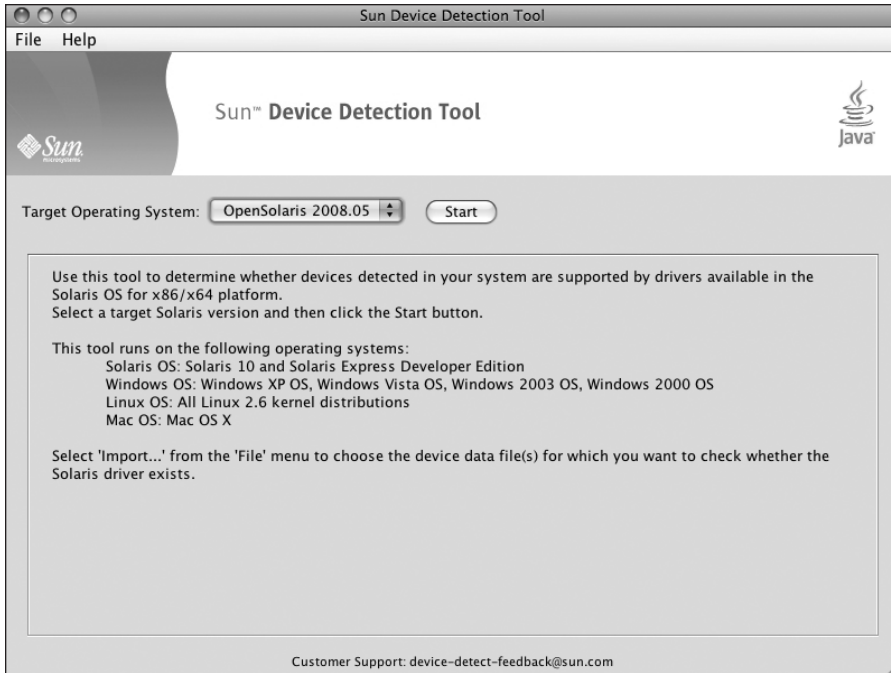 Sun Device Detection Tool
File Help
Sun™ Device Detection Tool
Sun
microsystems
Java
Target Operating System: OpenSolaris 2008.05 Start
Use this tool to determine whether devices detected in your system are supported by drivers available in the
Solaris OS for x86/x64 platform.
Select a target Solaris version and then click the Start button.
This tool runs on the following operating systems:
Solaris OS: Solaris 10 and Solaris Express Developer Edition
Windows OS: Windows XP OS, Windows Vista OS, Windows 2003 OS, Windows 2000 OS
Linux OS: All Linux 2.6 kernel distributions
Mac OS: Mac OS X
Select 'Import...' from the 'File' menu to choose the device data file(s) for which you want to check whether the
Solaris driver exists.
Customer Support: device-detect-feedback@sun.com